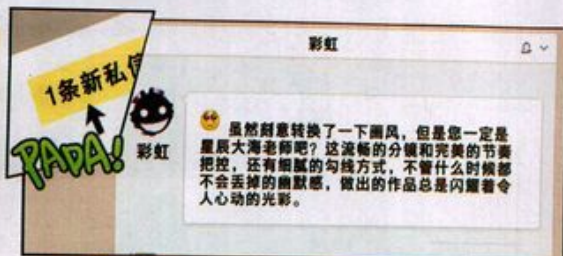 1条新私信
PADA!
彩虹
彩虹
虽然刻意转换了一下画风，但是您一定是
星辰大海老师吧？这流畅的分镜和完美的节奏
把控，还有细腻的勾线方式，不管什么时候都
不会丢掉的幽默感，做出的作品总是闪耀着令
人心动的光彩。